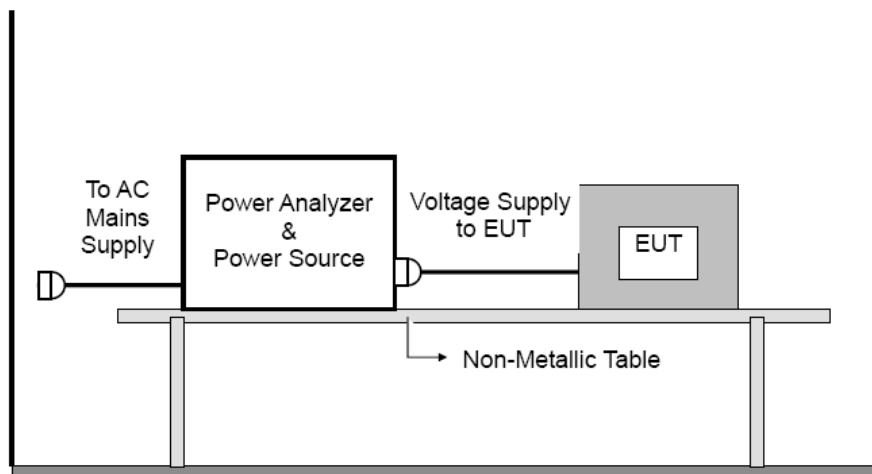 To AC
Mains
Supply
Power Analyzer
&
Power Source
Voltage Supply
to EUT
EUT
Non-Metallic Table